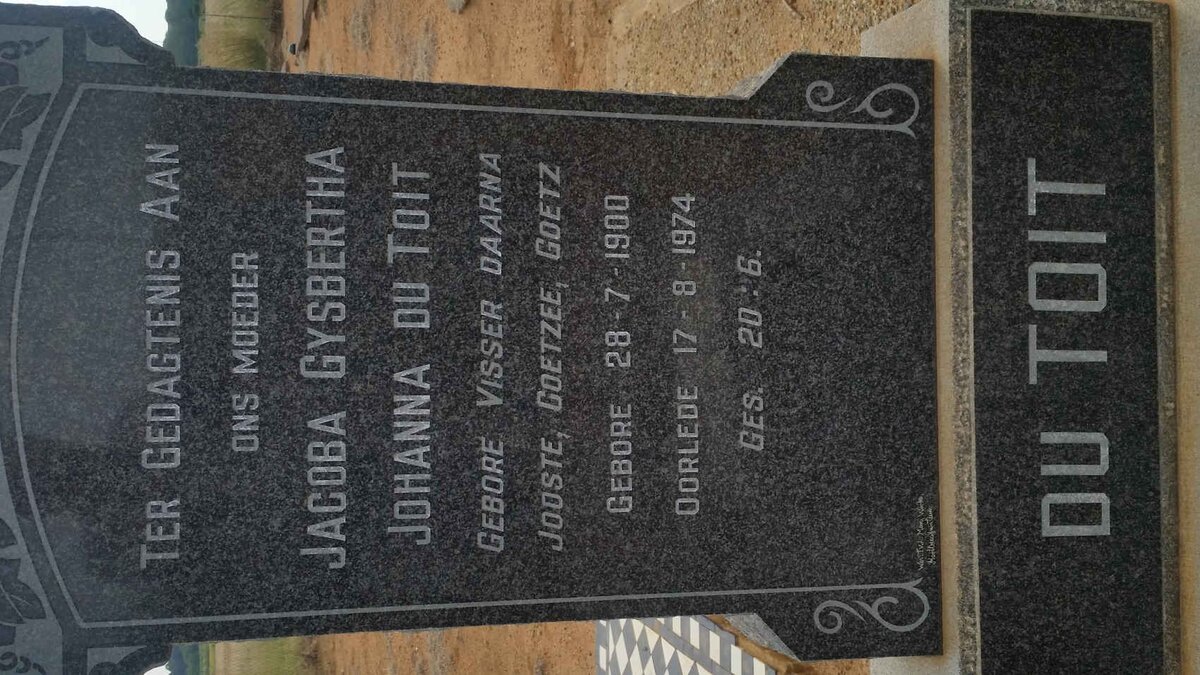 TER GEDAGTENIS AAN
ONS MOEDER
JACOBA GYSBERTHA
JOHANNA DU TOIT
GEBORE VISSER DAARNA
JOOSTE, COETZEE, GOETZ
GEBORE 28-7-1900
OORLEDE 17-8-1974
GES. 20:6.
DU TOIT